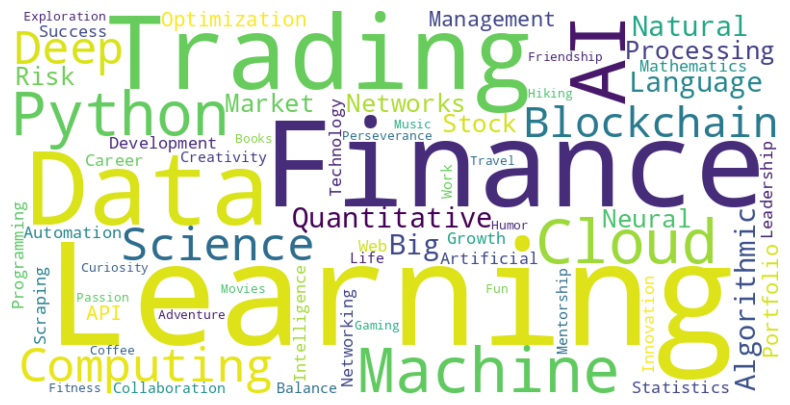 Exploration
Success
Optimization
Management
Natural
Deep
Trading
Friendship
AI
Processing
Risk
Mathematics
Language
Hiking
Python
Market
Networks
Stock
Blockchain
Music
Perseverance
Books
Development
Technology
Finance
Career
Creativity
Travel
Data
Work
Leadership
Quantitative
Neural
Humor
Programming
Automation
Science
Web
Big
Growth
Cloud
Life
Artificial
Algorithmic
Portfolio
Scraping
Curiosity
Learning
Passion
Movies
Fun
API
Adventure
Intelligence
Networking
Gaming
Mentorship
Innovation
Coffee
Computing
Machine
Fitness
Collaboration
Balance
Statistics